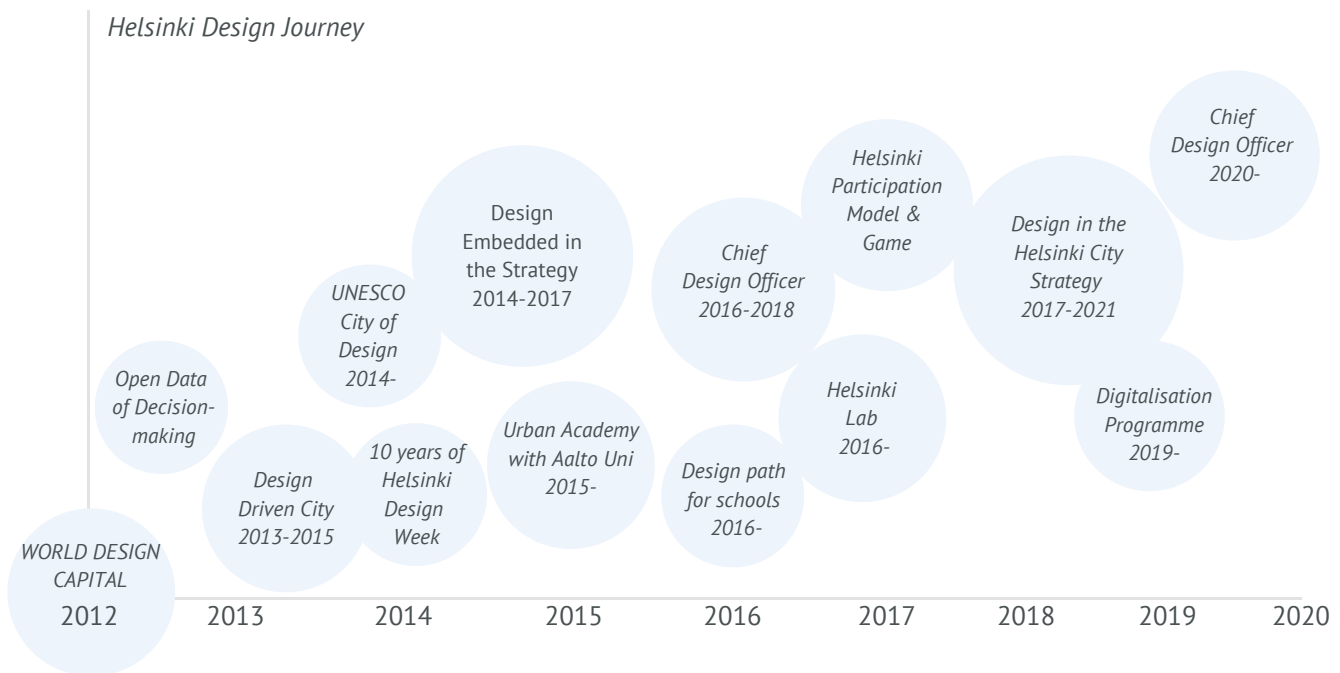 Helsinki Design Journey
WORLD DESIGN
CAPITAL
2012
Open Data
of Decision-
making
Design
Driven City
2013-2015
UNESCO
City of
Design
2014-
10 years of
Helsinki
Design
Week
Design
Embedded in
the Strategy
2014-2017
Urban Academy
with Aalto Uni
2015-
Chief
Design Officer
2016-2018
Design path
for schools
2016-
Helsinki
Participation
Model &
Game
Helsinki
Lab
2016-
Design in the
Helsinki City
Strategy
2017-2021
Digitalisation
Programme
2019-
Chief
Design Officer
2020-
2013 2014 2015 2016 2017 2018 2019 2020